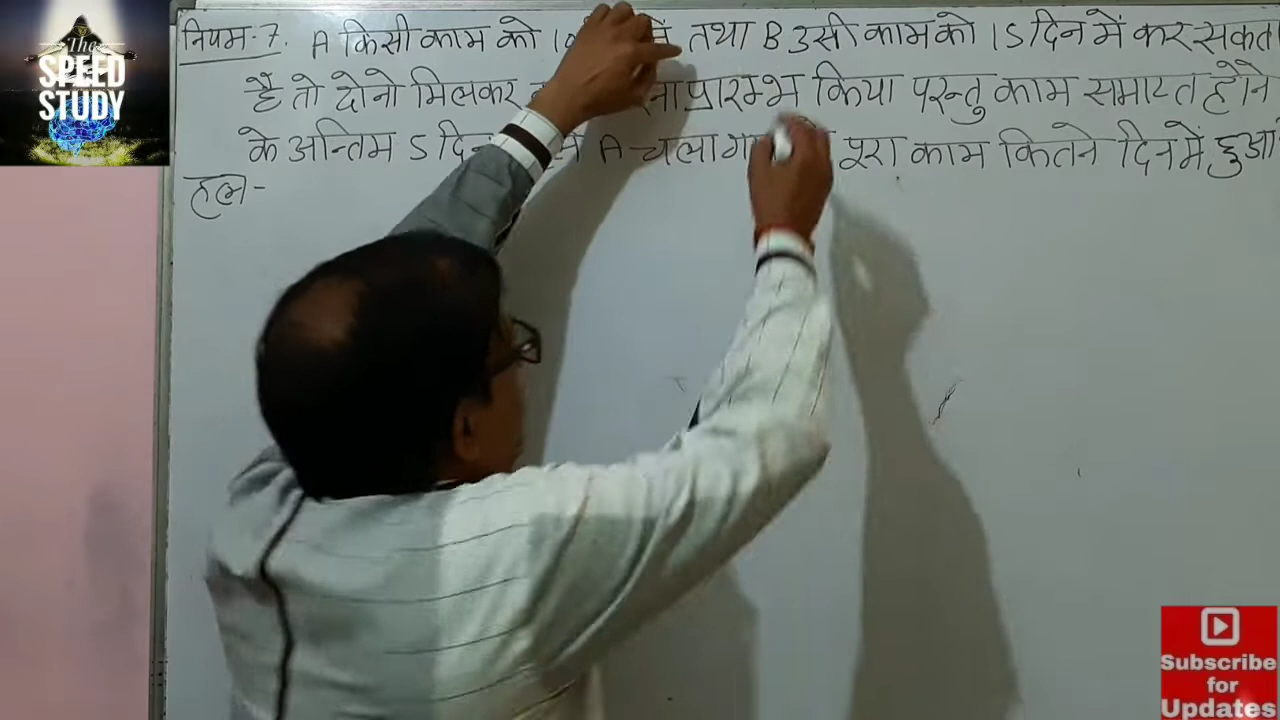 The
SPEED
STUDY
नियम-7. A किसी काम को में तथा B उसी काम को 15 दिन में कर सकता
है तो दोनो मिलकर प्रारम्भ किया परन्तु काम समाप्त होने
के अन्तिम 5 दिन A चला पूरा काम कितने दिन में हुआ
हल-
Subscribe
for
Updates